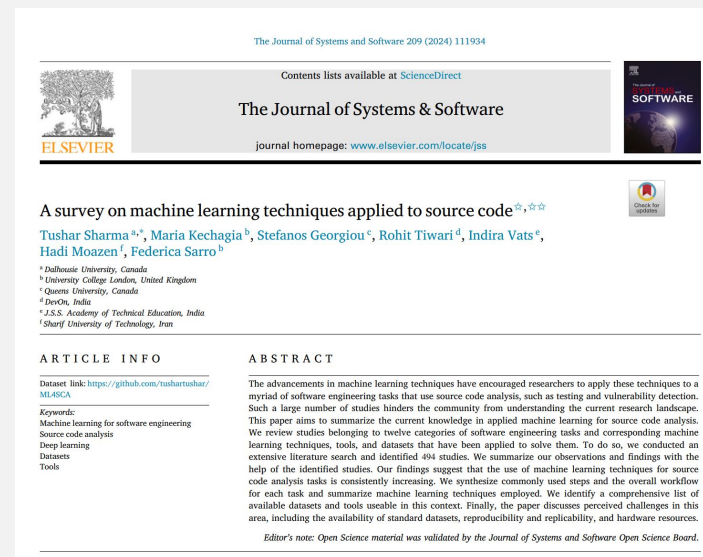 The Journal of Systems and Software 209 (2024) 111934
Contents lists available at ScienceDirect
The Journal of Systems & Software
journal homepage: www.elsevier.com/locate/jss
ELSEVIER
SOFTWARE
Check for
updates
A survey on machine learning techniques applied to source code☆,☆☆
Tushar Sharma a,*, Maria Kechagia b, Stefanos Georgiou c, Rohit Tiwari d, Indira Vats e,
Hadi Moazen f, Federica Sarro b
a Dalhousie University, Canada
b University College London, United Kingdom
c Queens University, Canada
d DevOn, India
e J.S.S. Academy of Technical Education, India
f Sharif University of Technology, Iran
ARTICLE INFO
Dataset link: https://github.com/tushartushar/
ML4SCA
Keywords:
Machine learning for software engineering
Source code analysis
Deep learning
Datasets
Tools
ABSTRACT
The advancements in machine learning techniques have encouraged researchers to apply these techniques to a
myriad of software engineering tasks that use source code analysis, such as testing and vulnerability detection.
Such a large number of studies hinders the community from understanding the current research landscape.
This paper aims to summarize the current knowledge in applied machine learning for source code analysis.
We review studies belonging to twelve categories of software engineering tasks and corresponding machine
learning techniques, tools, and datasets that have been applied to solve them. To do so, we conducted an
extensive literature search and identified 494 studies. We summarize our observations and findings with the
help of the identified studies. Our findings suggest that the use of machine learning techniques for source
code analysis tasks is consistently increasing. We synthesize commonly used steps and the overall workflow
for each task and summarize machine learning techniques employed. We identify a comprehensive list of
available datasets and tools useable in this context. Finally, the paper discusses perceived challenges in this
area, including the availability of standard datasets, reproducibility and replicability, and hardware resources.
Editor's note: Open Science material was validated by the Journal of Systems and Software Open Science Board.